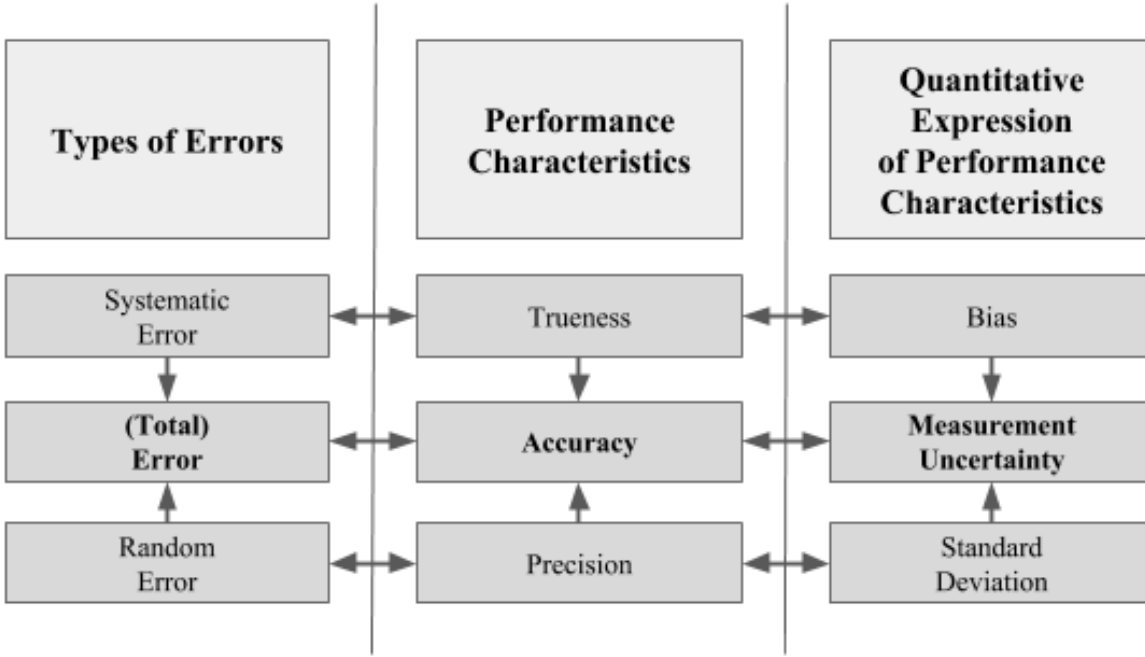 Types of Errors
Performance
Characteristics
Quantitative
Expression
of Performance
Characteristics
Systematic
Error
Trueness
Bias
(Total)
Error
Accuracy
Measurement
Uncertainty
Random
Error
Precision
Standard
Deviation